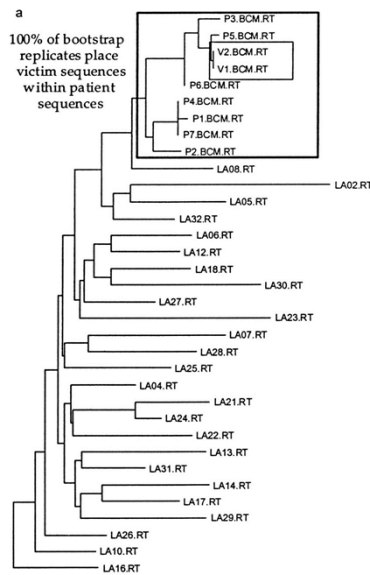 a
100% of bootstrap
replicates place
victim sequences
within patient
sequences
P3.BCM.RT
P5.BCM.RT
V2.BCM.RT
V1.BCM.RT
P6.BCM.RT
P4.BCM.RT
P1.BCM.RT
P7.BCM.RT
P2.BCM.RT
LA08.RT
LA02.RT
LA05.RT
LA32.RT
LA06.RT
LA12.RT
LA18.RT
LA30.RT
LA27.RT
LA23.RT
LA07.RT
LA28.RT
LA25.RT
LA04.RT
LA21.RT
LA24.RT
LA22.RT
LA13.RT
LA31.RT
LA14.RT
LA17.RT
LA29.RT
LA26.RT
LA10.RT
LA16.RT